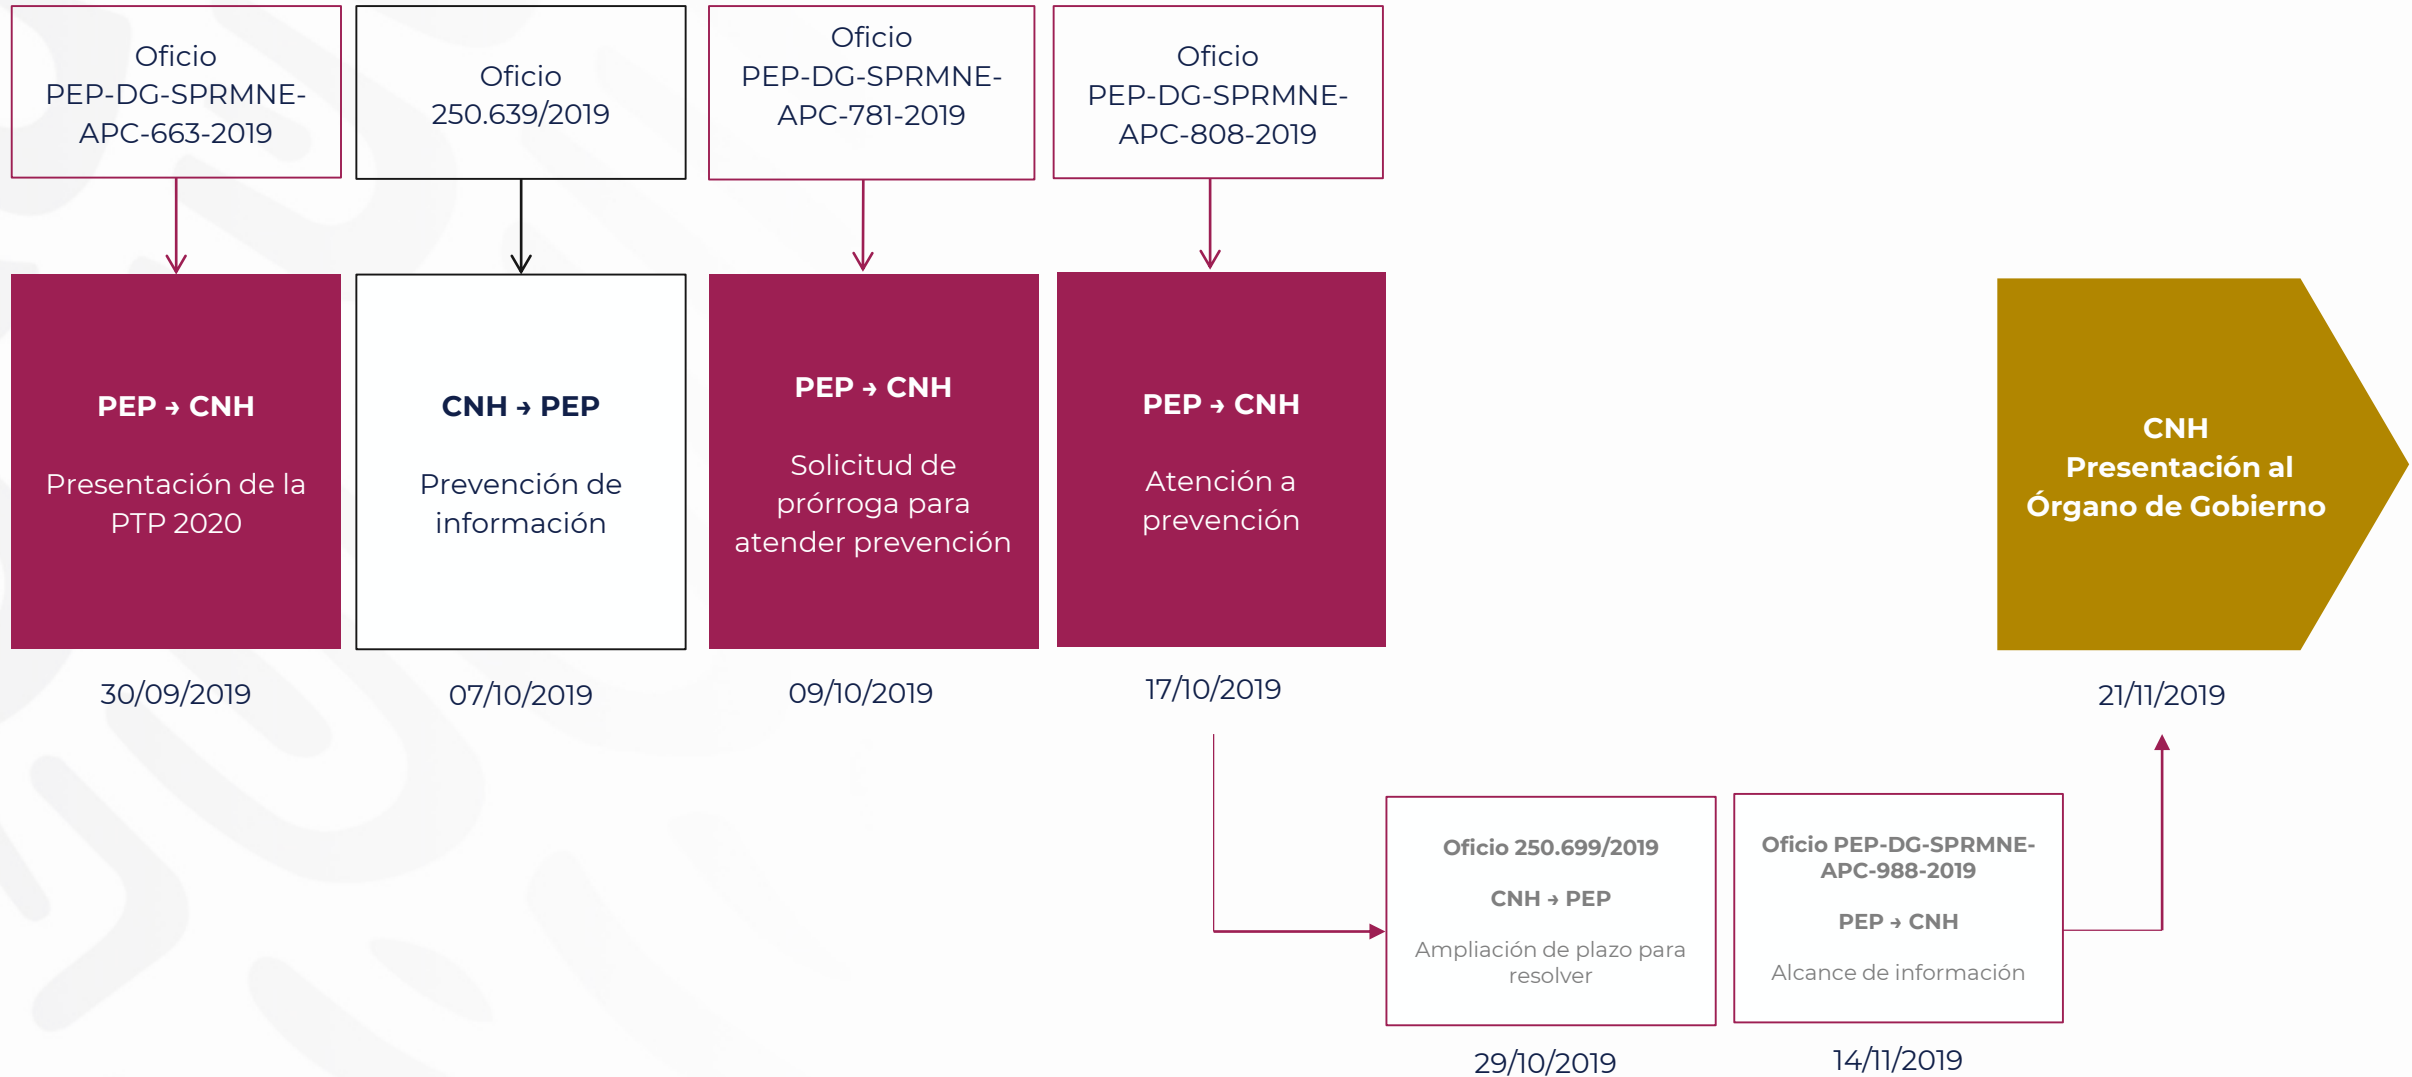 Oficio
PEP-DG-SPRMNE-
APC-663-2019
Oficio
250.639/2019
Oficio
PEP-DG-SPRMNE-
APC-781-2019
Oficio
PEP-DG-SPRMNE-
APC-808-2019
PEP → CNH
Presentación de la
PTP 2020
30/09/2019
CNH → PEP
Prevención de
información
07/10/2019
PEP → CNH
Solicitud de
prórroga para
atender prevención
09/10/2019
PEP → CNH
Atención a
prevención
17/10/2019
Oficio 250.699/2019
CNH → PEP
Ampliación de plazo para
resolver
29/10/2019
Oficio PEP-DG-SPRMNE-
APC-988-2019
PEP → CNH
Alcance de información
14/11/2019
CNH
Presentación al
Órgano de Gobierno
21/11/2019